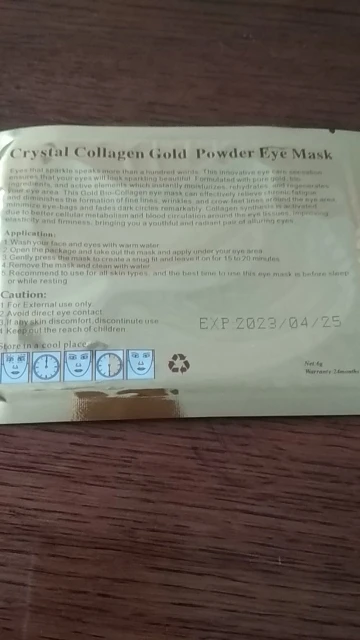 Crystal Collagen Gold Powder Eye Mask
Eyes that sparkle speaks more than a hundred words. This innovative eye care
ensures that your eyes will look sparkling beautiful. Formulated with pure gold, bio-
ingredients, and active elements which instantly moisturizes, rehydrates, and regenerates
eye area. This Gold Bio-Collagen eye mask can effectively relieve chronic fatigue
and diminishes the formation of fine lines, wrinkles, and crow feet lines around the eye area
eye-bags and fades dark circles remarkably. Collagen synthesis is activated
due to better cellular metabolism and blood circulation around the eye tissues, improving
elasticity and firmness, bringing you a youthful and radiant pair of alluring eyes
Application:
1.Wash your face and eyes with warm water
2.Open the package and take out the mask and apply under your eye area
3.Gently press the mask to create a snug fit and leave it on for 15 to 20 minutes.
4.Remove the mask and clean with water
5.Recommend to use for all skin types, and the best time to use this eye mask is before sleep
or while resting
Caution:
1 For External use only
2 Avoid direct eye contact
3.If any skin discomfort, discontinue use
4 Keep out the reach of children
EXP 2023/04/25
Store in a cool place
Net:6g
Warranty:24months